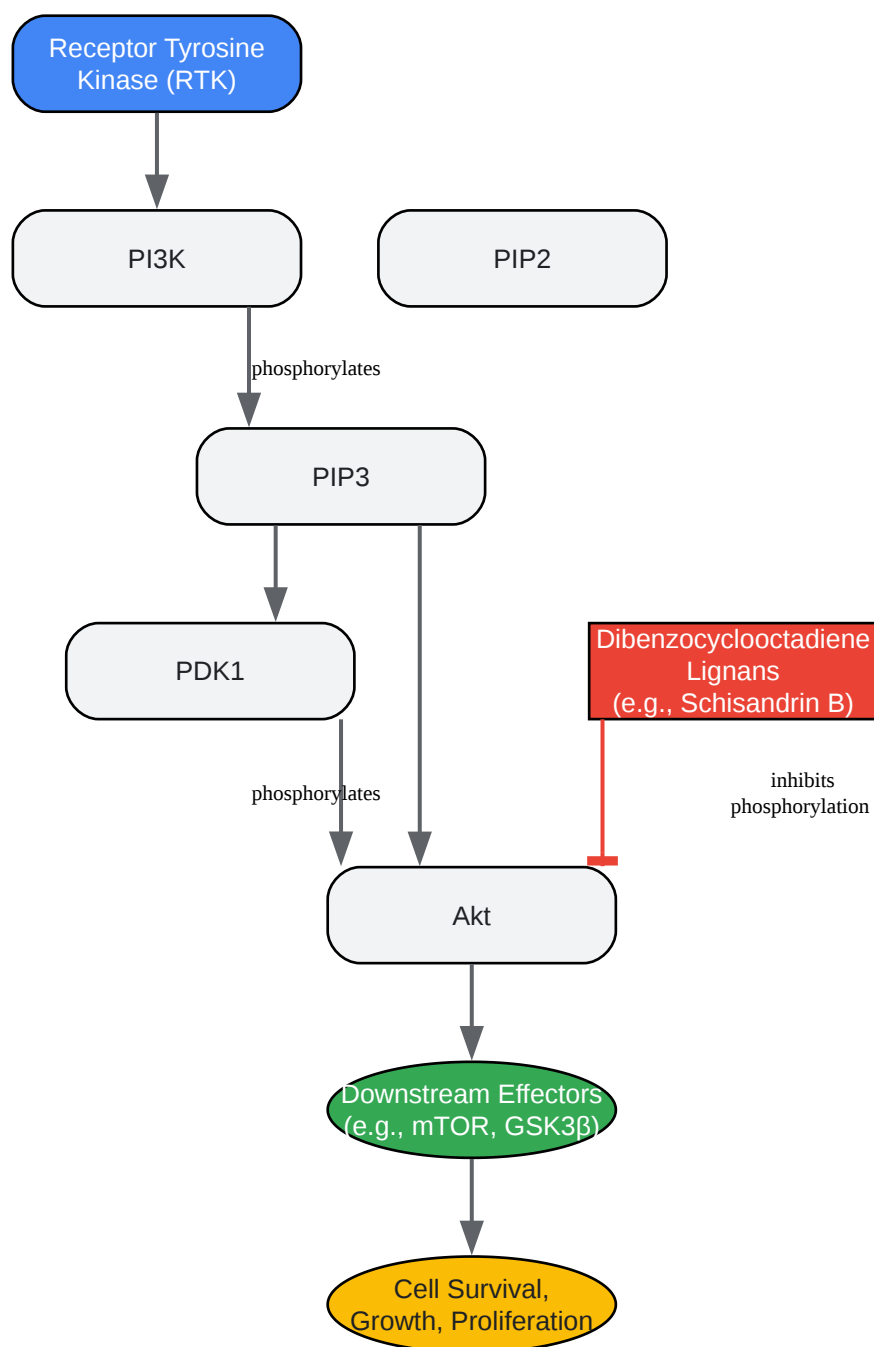 Receptor Tyrosine
Kinase (RTK)
PI3K
PIP2
phosphorylates
PIP3
PDK1
Dibenzocyclooctadiene
Lignans
(e.g., Schisandrin B)
phosphorylates
inhibits
phosphorylation
Akt
Downstream Effectors
(e.g., mTOR, GSK3β)
Cell Survival,
Growth, Proliferation